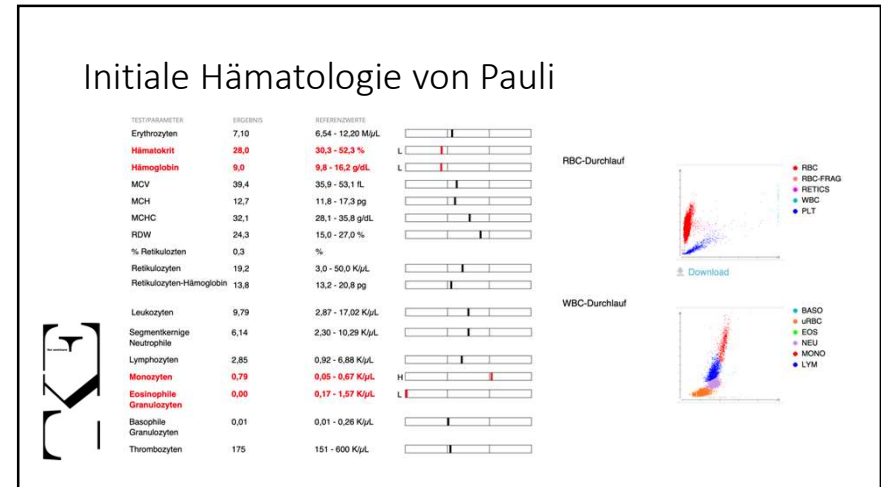 Initiale Hämatologie von Pauli
TEST/PARAMETER ERGEBNIS REFERENZWERTE
Erythrozyten 7,10 6,54 - 12,20 M/µL
Hämatokrit 28,0 30,3 - 52,3 % L
Hämoglobin 9,0 9,8 - 16,2 g/dL L
MCV 39,4 35,9 - 53,1 fL
MCH 12,7 11,8 - 17,3 pg
MCHC 32,1 28,1 - 35,8 g/dL
RDW 24,3 15,0 - 27,0 %
% Retikulozten 0,3 %
Retikulozyten 19,2 3,0 - 50,0 K/µL
Retikulozyten-Hämoglobin 13,8 13,2 - 20,8 pg
Leukozyten 9,79 2,87 - 17,02 K/µL
Segmentkernige 6,14 2,30 - 10,29 K/µL
Neutrophile
Lymphozyten 2,85 0,92 - 6,88 K/µL
Monozyten 0,79 0,05 - 0,67 K/µL H
Eosinophile 0,00 0,17 - 1,57 K/µL L
Granulozyten
Basophile 0,01 0,01 - 0,26 K/µL
Granulozyten
Thrombozyten 175 151 - 600 K/µL
RBC-Durchlauf
RBC
RBC-FRAG
RETICS
WBC
PLT
Download
WBC-Durchlauf
BASO
uRBC
EOS
NEU
MONO
LYM